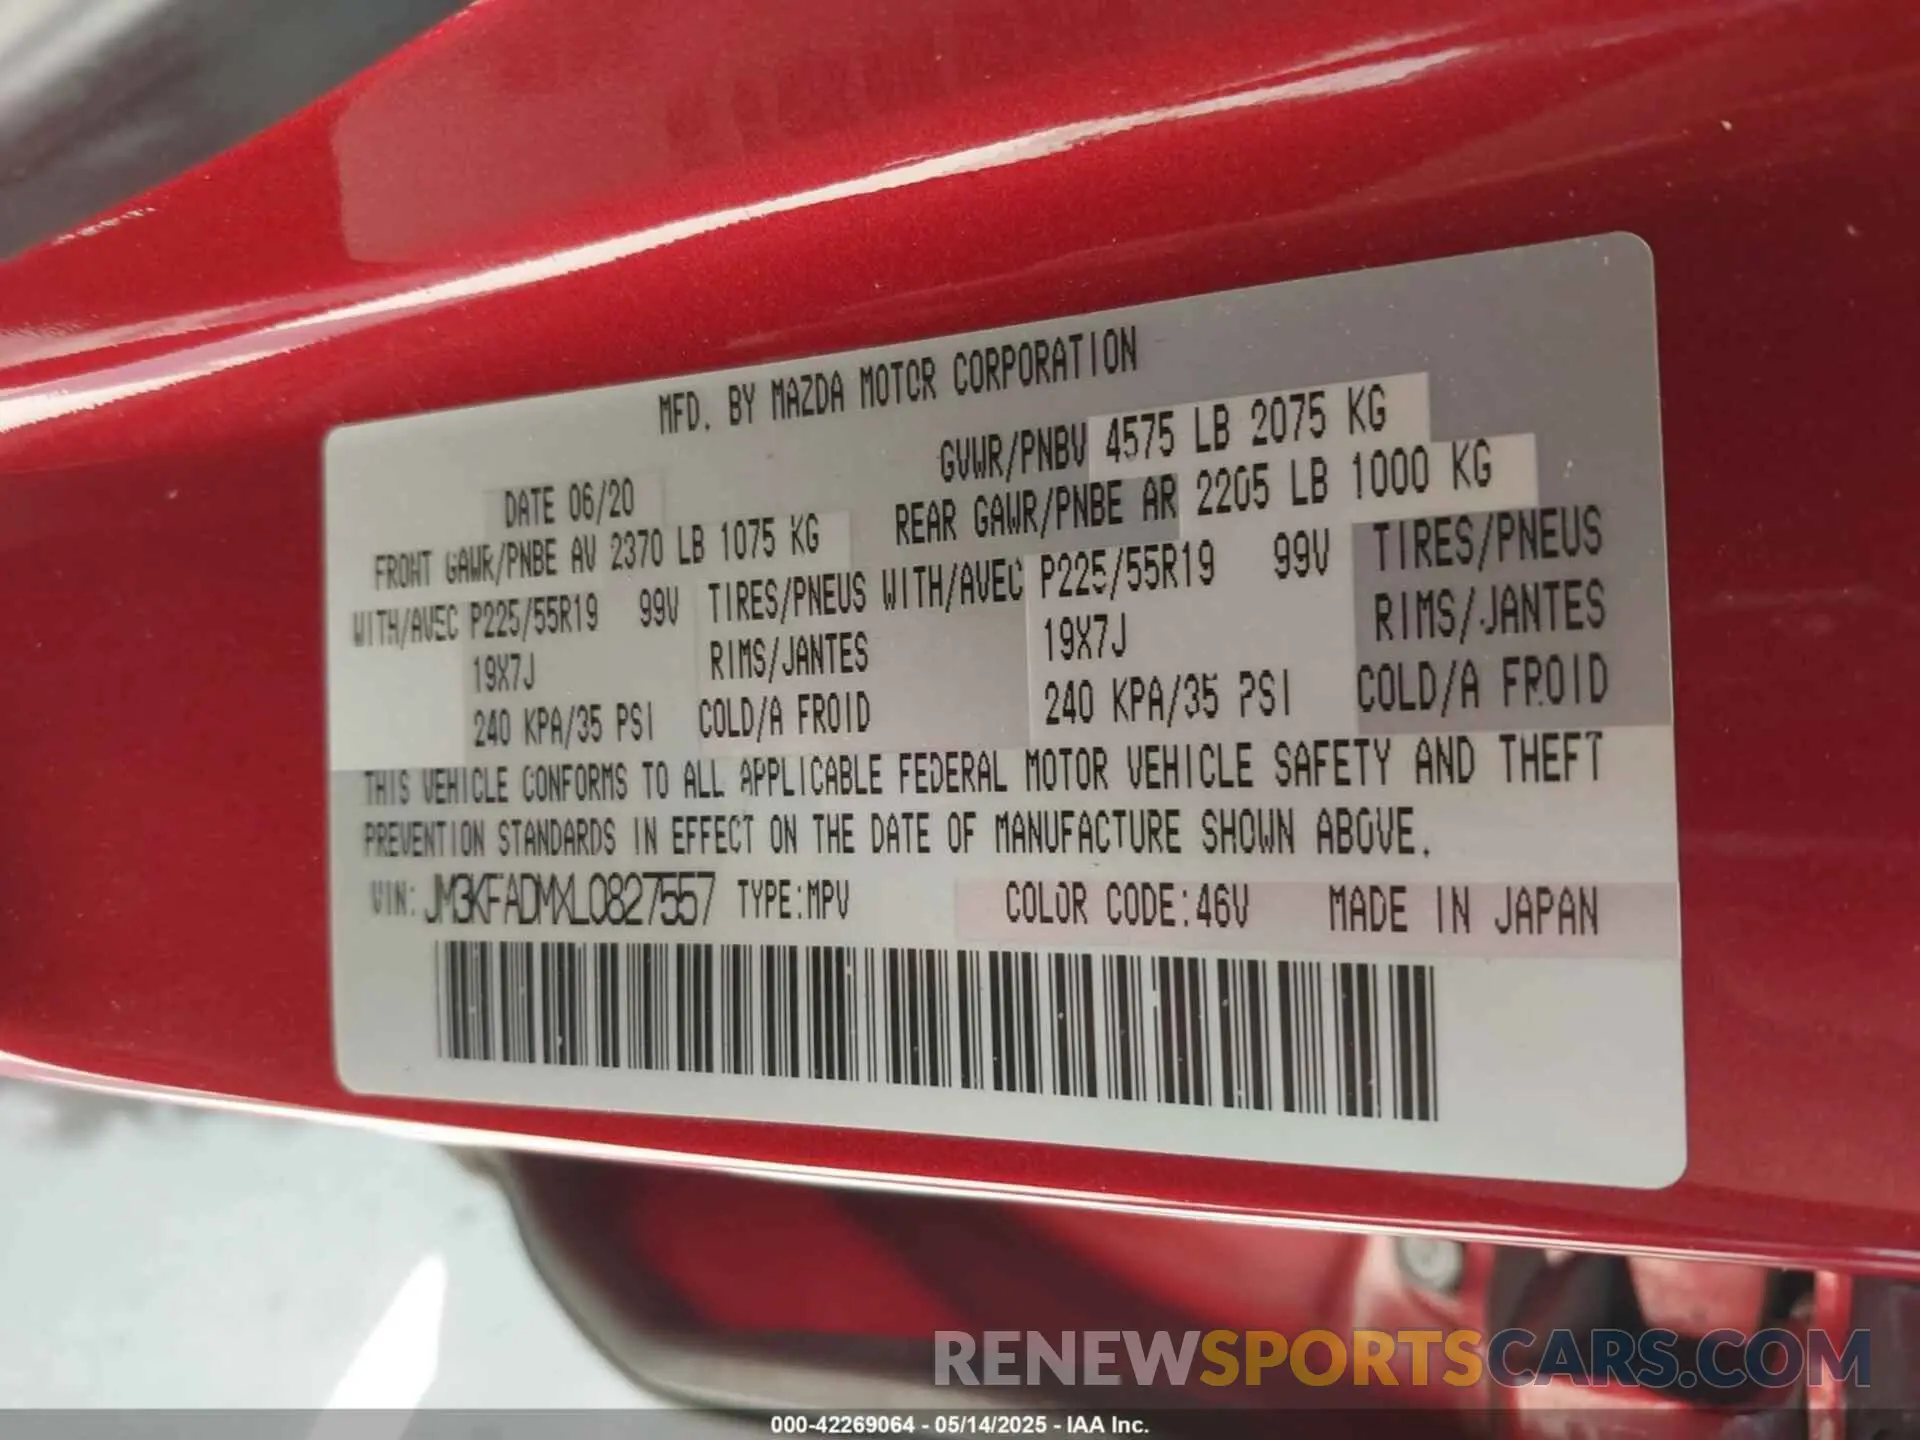 MFD. BY MAZDA MOTOR CORPORATION
DATE 06/20 GVWR/PNBV 4575 LB 2075 KG
FRONT GAWR/PNBE AV 2370 LB 1075 KG REAR GAWR/PNBE AR 2205 LB 1000 KG
WITH/AVEC P225/55R19 99V TIRES/PNEUS WITH/AVEC P225/55R19 99V TIRES/PNEUS
19X7J RIMS/JANTES 19X7J RIMS/JANTES
240 KPA/35 PSI COLD/A FROID 240 KPA/35 PSI COLD/A FROID
THIS VEHICLE CONFORMS TO ALL APPLICABLE FEDERAL MOTOR VEHICLE SAFETY AND THEFT
PREVENTION STANDARDS IN EFFECT ON THE DATE OF MANUFACTURE SHOWN ABOVE.
VIN: JM3KFADMXL0827557 TYPE:MPV COLOR CODE:46V MADE IN JAPAN
RENEWSPORTSCARS.COM
000-42269064 - 05/14/2025 - IAA Inc.